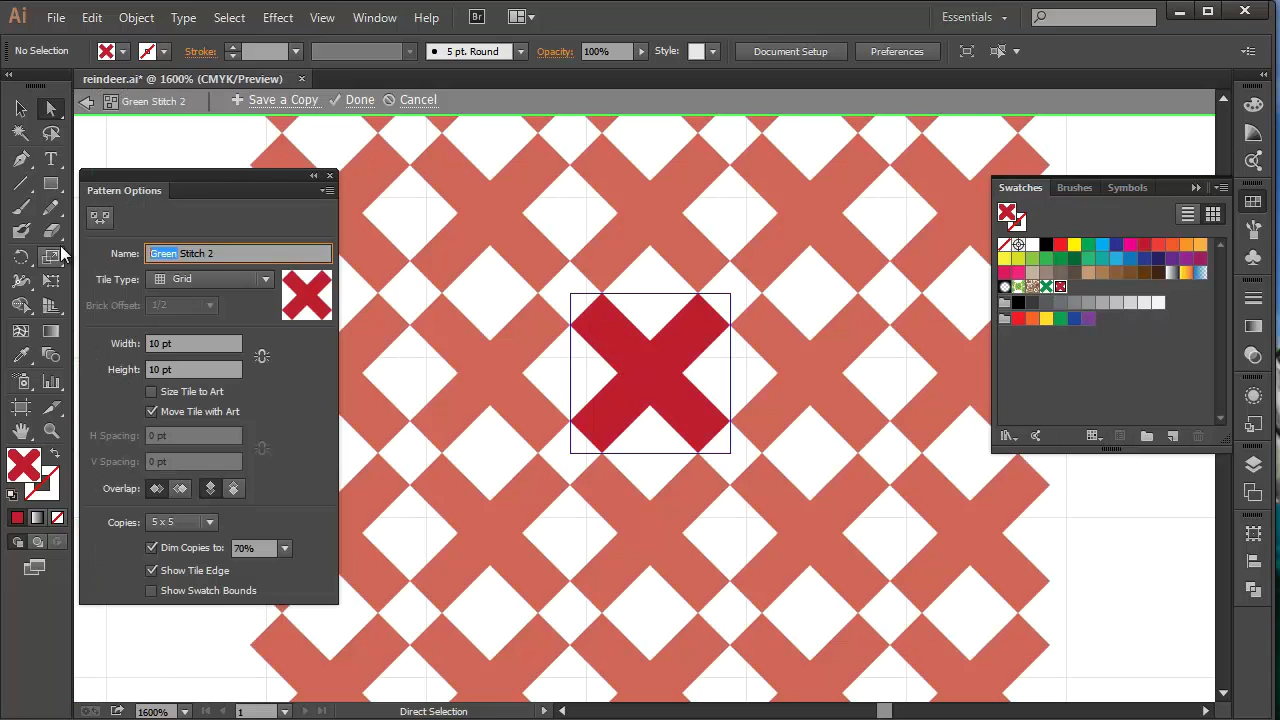 Ai File Edit Object Type Select Effect View Window Help Br Essentials
No Selection Stroke: 5 pt. Round Opacity: 100% Style: Document Setup Preferences
reindeer.ai* @ 1600% (CMYK/Preview)
Green Stitch 2 Save a Copy Done Cancel
Pattern Options
Name: Green Stitch 2
Tile Type: Grid
Brick Offset: 1/2
Width: 10 pt
Height: 10 pt
Size Tile to Art
Move Tile with Art
H Spacing: 0 pt
V Spacing: 0 pt
Overlap:
Copies: 5 x 5
Dim Copies to: 70%
Show Tile Edge
Show Swatch Bounds
Swatches Brushes Symbols
1600% 1 Direct Selection